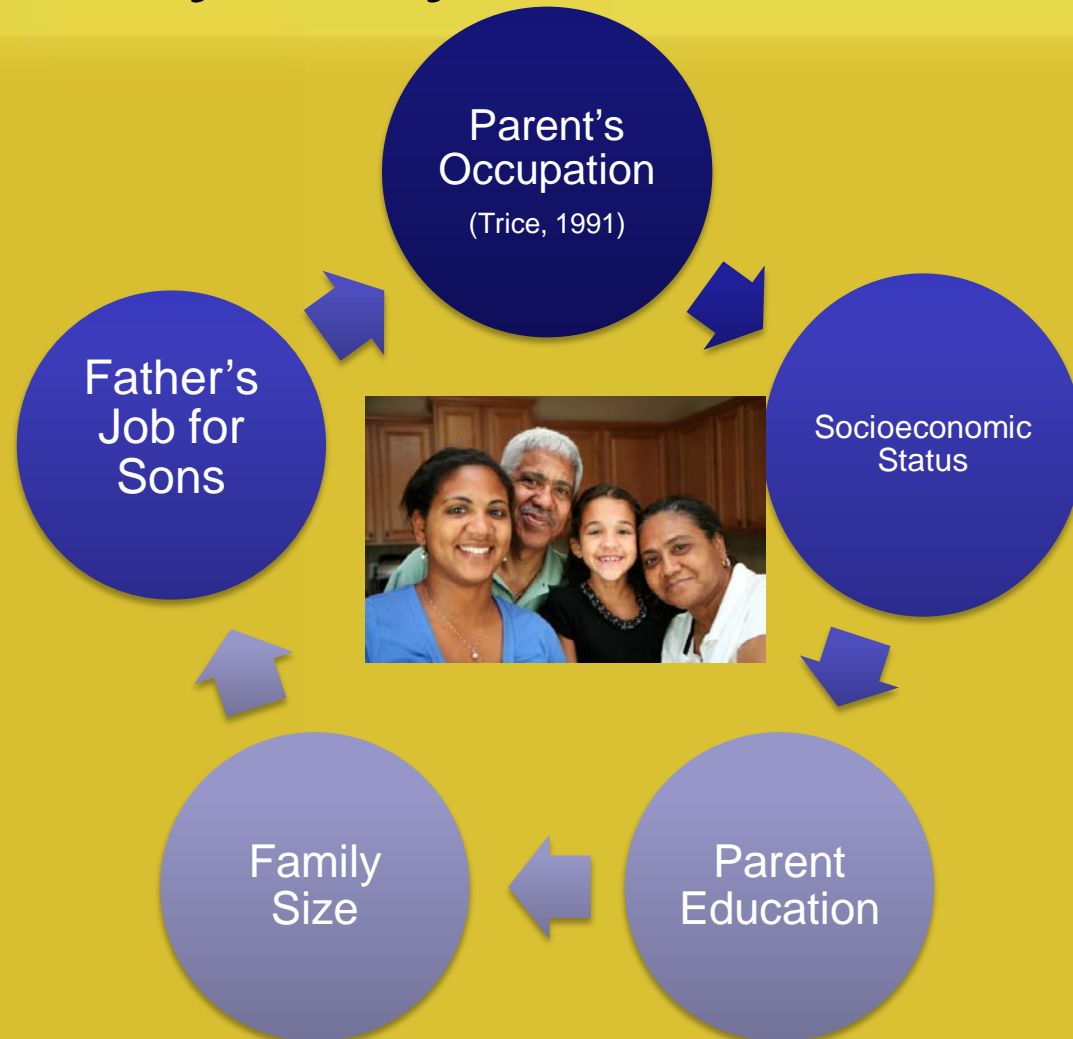 Parent’s
Occupation
(Trice, 1991)
Socioeconomic
Status
Parent
Education
Family
Size
Father’s
Job for
Sons